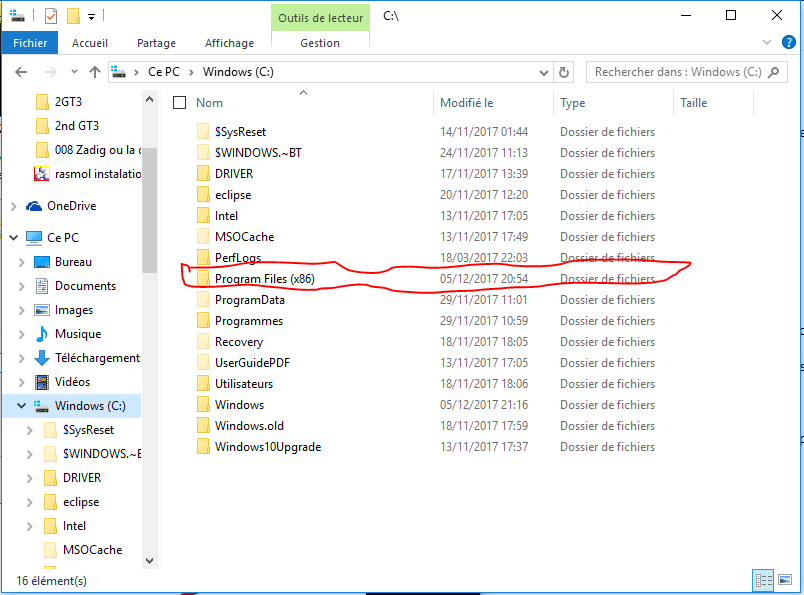 Outils de lecteur C:\
Fichier Accueil Partage Affichage Gestion
Ce PC Windows (C:) Rechercher dans : Windows (C:)
2GT3
2nd GT3
008 Zadig ou la
rasmol instalatio
OneDrive
Ce PC
Bureau
Documents
Images
Musique
Téléchargement
Vidéos
Windows (C:)
$SysReset
$WINDOWS.~B
DRIVER
eclipse
Intel
MSOCache
Nom Modifié le Type Taille
$SysReset 14/11/2017 01:44 Dossier de fichiers
$WINDOWS.~BT 24/11/2017 11:13 Dossier de fichiers
DRIVER 17/11/2017 13:39 Dossier de fichiers
eclipse 20/11/2017 12:20 Dossier de fichiers
Intel 13/11/2017 17:05 Dossier de fichiers
MSOCache 13/11/2017 17:49 Dossier de fichiers
PerfLogs 18/03/2017 22:03 Dossier de fichiers
Program Files (x86) 05/12/2017 20:54 Dossier de fichiers
ProgramData 29/11/2017 11:01 Dossier de fichiers
Programmes 29/11/2017 10:59 Dossier de fichiers
Recovery 18/11/2017 18:05 Dossier de fichiers
UserGuidePDF 13/11/2017 17:05 Dossier de fichiers
Utilisateurs 18/11/2017 18:06 Dossier de fichiers
Windows 05/12/2017 21:16 Dossier de fichiers
Windows.old 18/11/2017 17:59 Dossier de fichiers
Windows10Upgrade 13/11/2017 17:37 Dossier de fichiers
16 élément(s)